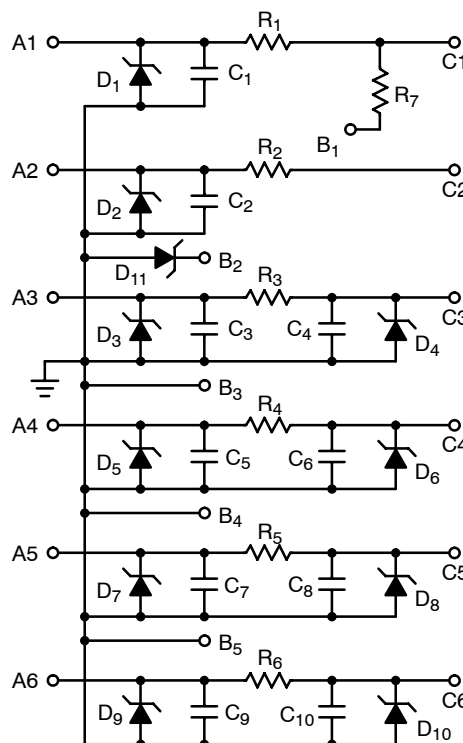 A1 R1 C1
D1 C1 R7
B1
A2 R2 C2
D2 C2
D11 B2
A3 R3 C3
D3 C3 C4 D4
B3
A4 R4 C4
D5 C5 C6 D6
B4
A5 R5 C5
D7 C7 C8 D8
B5
A6 R6 C6
D9 C9 C10 D10